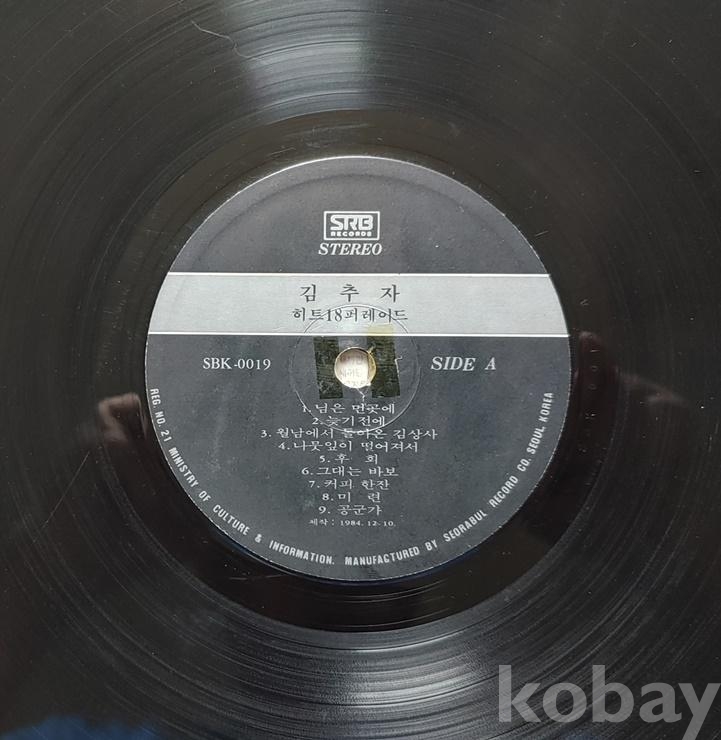 SRB
RECORDS
STEREO
김 추 자
히트18퍼레이드
SBK-0019
SIDE A
1. 님은 먼곳에
2. 늦기전에
3. 월남에서 돌아온 김상사
4. 나뭇잎이 떨어져서
5. 후 회
6. 그대는 바보
7. 커피 한잔
8. 미 련
9. 공군가
제작 : 1984. 12. 10.
REG. NO. 21 MINISTRY OF CULTURE & INFORMATION. MANUFACTURED BY SEORABUL RECORD CO. SEOUL KOREA
kobay